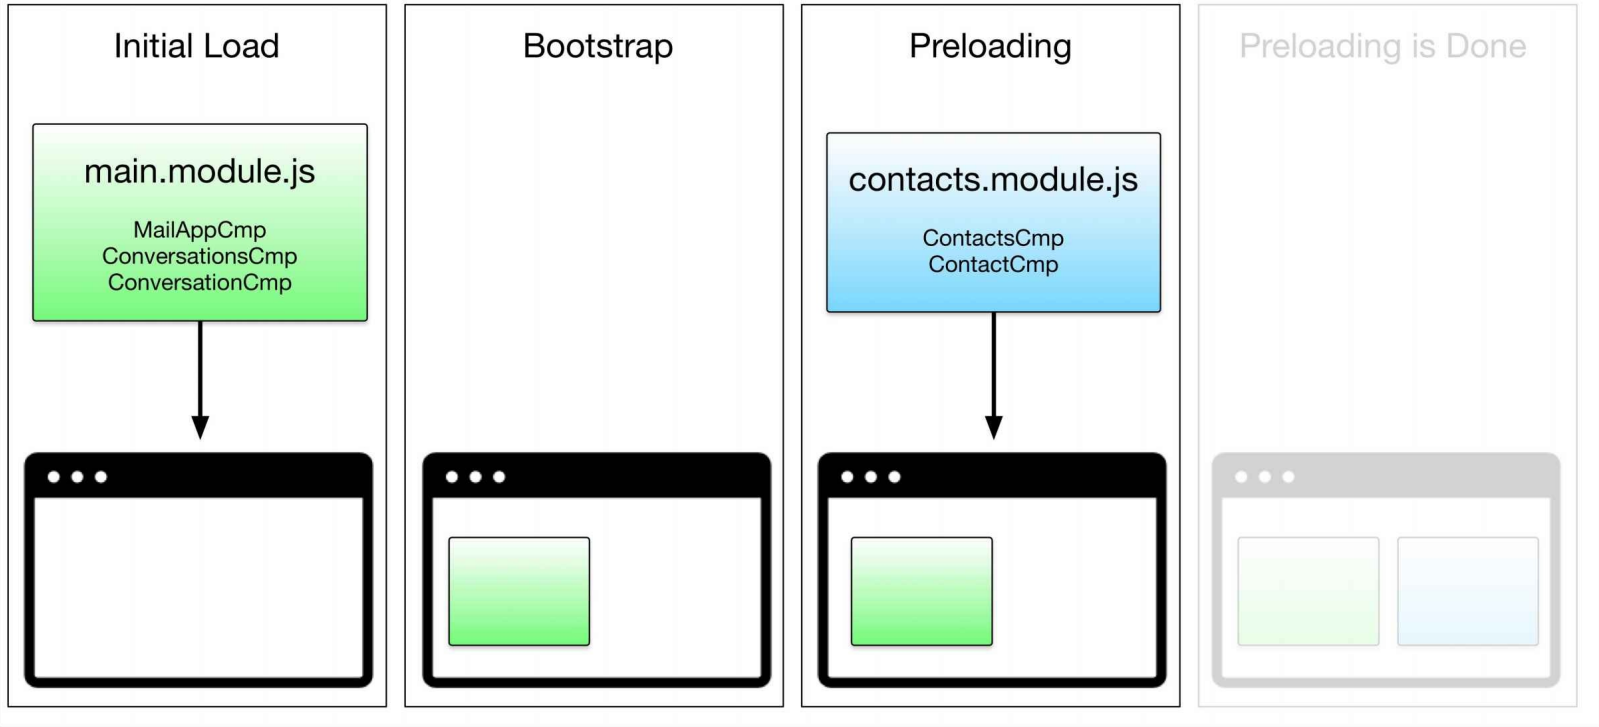 Initial Load
main.module.js
MailAppCmp
ConversationsCmp
ConversationCmp
Bootstrap
Preloading
contacts.module.js
ContactsCmp
ContactCmp
Preloading is Done